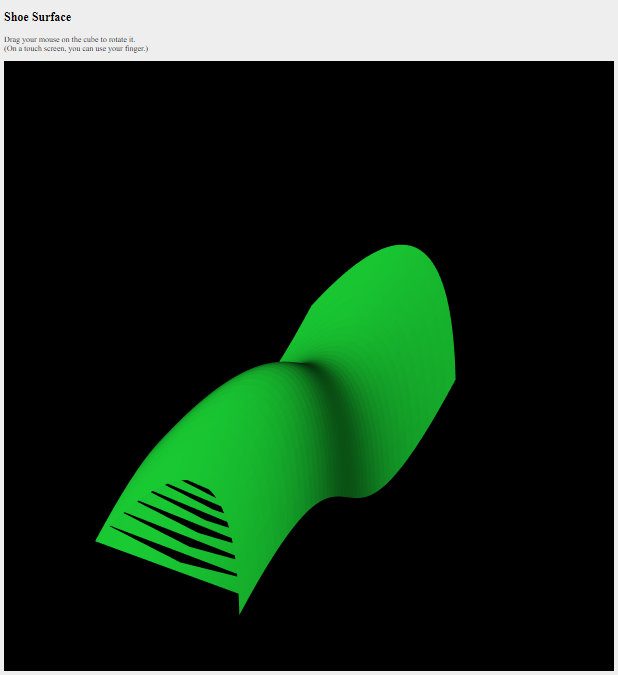 Shoe Surface
Drag your mouse on the cube to rotate it.
(On a touch screen, you can use your finger.)